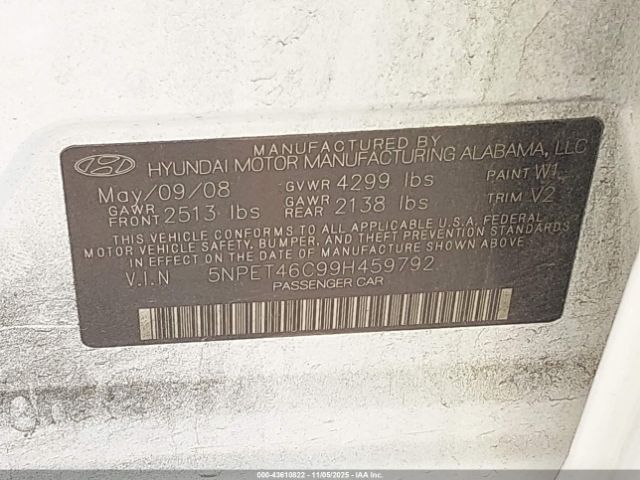 MANUFACTURED BY
HYUNDAI MOTOR MANUFACTURING ALABAMA, LLC
May/09/08 GVWR 4299 lbs PAINT W1
GAWR FRONT 2513 lbs GAWR REAR 2138 lbs TRIM V2
THIS VEHICLE CONFORMS TO ALL APPLICABLE U.S.A. FEDERAL
MOTOR VEHICLE SAFETY, BUMPER, AND THEFT PREVENTION STANDARDS
IN EFFECT ON THE DATE OF MANUFACTURE SHOWN ABOVE.
V.I.N 5NPET46C99H459792
PASSENGER CAR
000-43610822 - 11/05/2025 - IAA Inc.